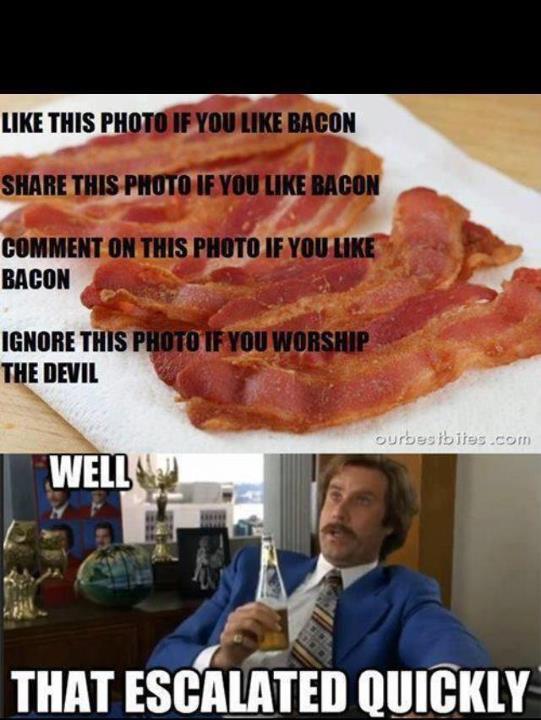 LIKE THIS PHOTO IF YOU LIKE BACON
SHARE THIS PHOTO IF YOU LIKE BACON
COMMENT ON THIS PHOTO IF YOU LIKE
BACON
IGNORE THIS PHOTO IF YOU WORSHIP
THE DEVIL
ourbestbites.com
WELL
THAT ESCALATED QUICKLY